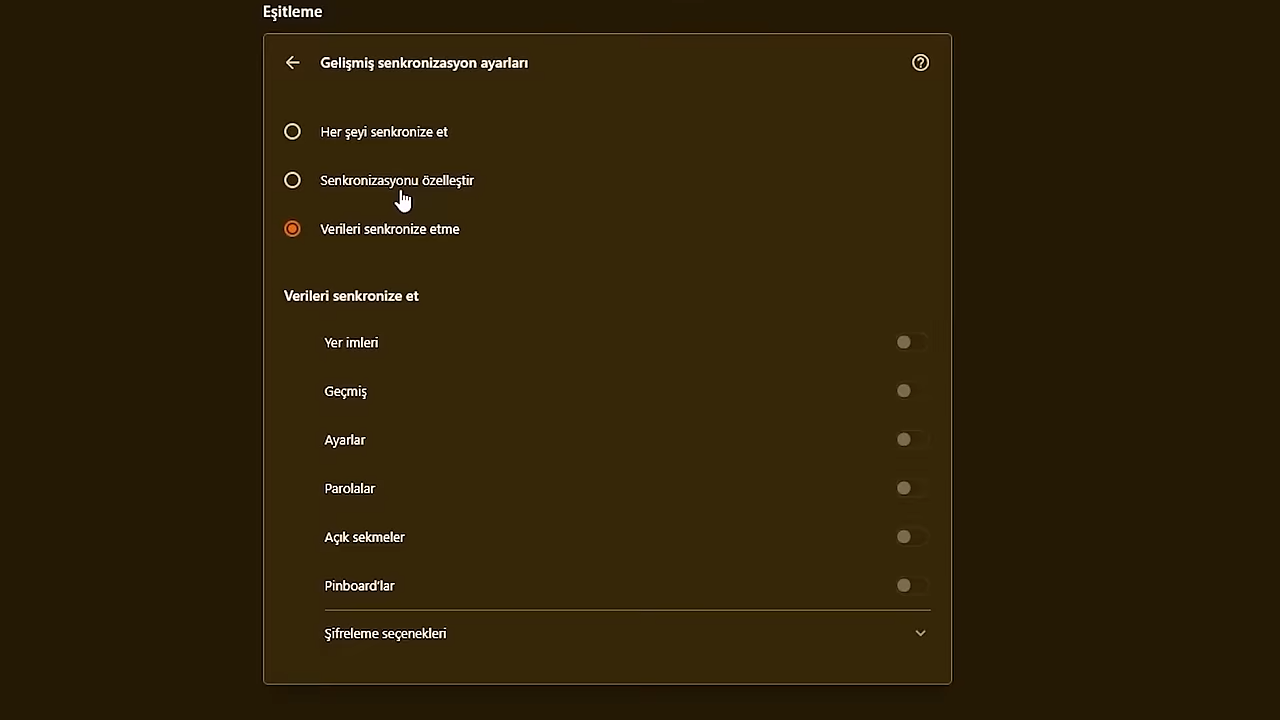 Eşitleme
Gelişmiş senkronizasyon ayarları
Her şeyi senkronize et
Senkronizasyonu özelleştir
Verileri senkronize etme
Verileri senkronize et
Yer imleri
Geçmiş
Ayarlar
Parolalar
Açık sekmeler
Pinboard'lar
Şifreleme seçenekleri